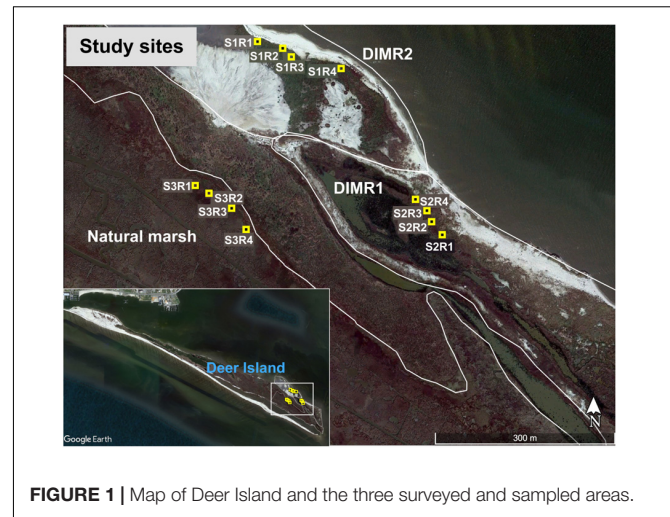 Study sites
S1R1
S1R2
S1R3
S1R4
DIMR2
S3R1
S3R2
S3R3
S3R4
DIMR1
S2R4
S2R3
S2R2
S2R1
Natural marsh
Deer Island
Google Earth
300 m
N
FIGURE 1 | Map of Deer Island and the three surveyed and sampled areas.